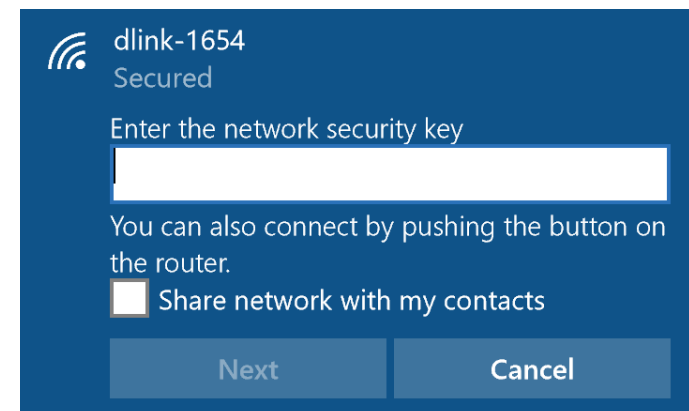 dlink-1654
Secured
Enter the network security key
You can also connect by pushing the button on
the router.
Share network with my contacts
Next
Cancel